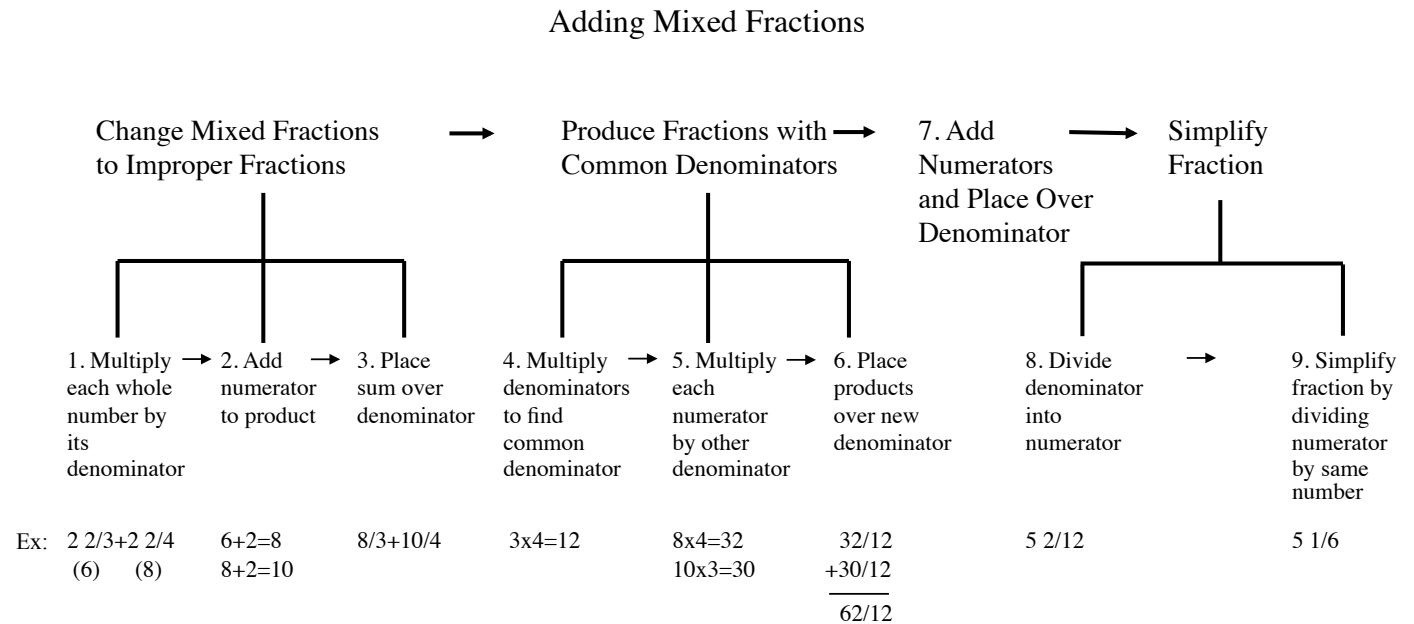 Adding Mixed Fractions
Change Mixed Fractions
to Improper Fractions
Produce Fractions with
Common Denominators
7. Add
Numerators
and Place Over
Denominator
Simplify
Fraction
1. Multiply
each whole
number by
its
denominator
2. Add
numerator
to product
3. Place
sum over
denominator
4. Multiply
denominators
to find
common
denominator
5. Multiply
each
numerator
by other
denominator
6. Place
products
over new
denominator
8. Divide
denominator
into
numerator
9. Simplify
fraction by
dividing
numerator
by same
number
Ex: 2 2/3+2 2/4
(6) (8)
6+2=8
8+2=10
8/3+10/4
3x4=12
8x4=32
10x3=30
32/12
+30/12
62/12
5 2/12
5 1/6